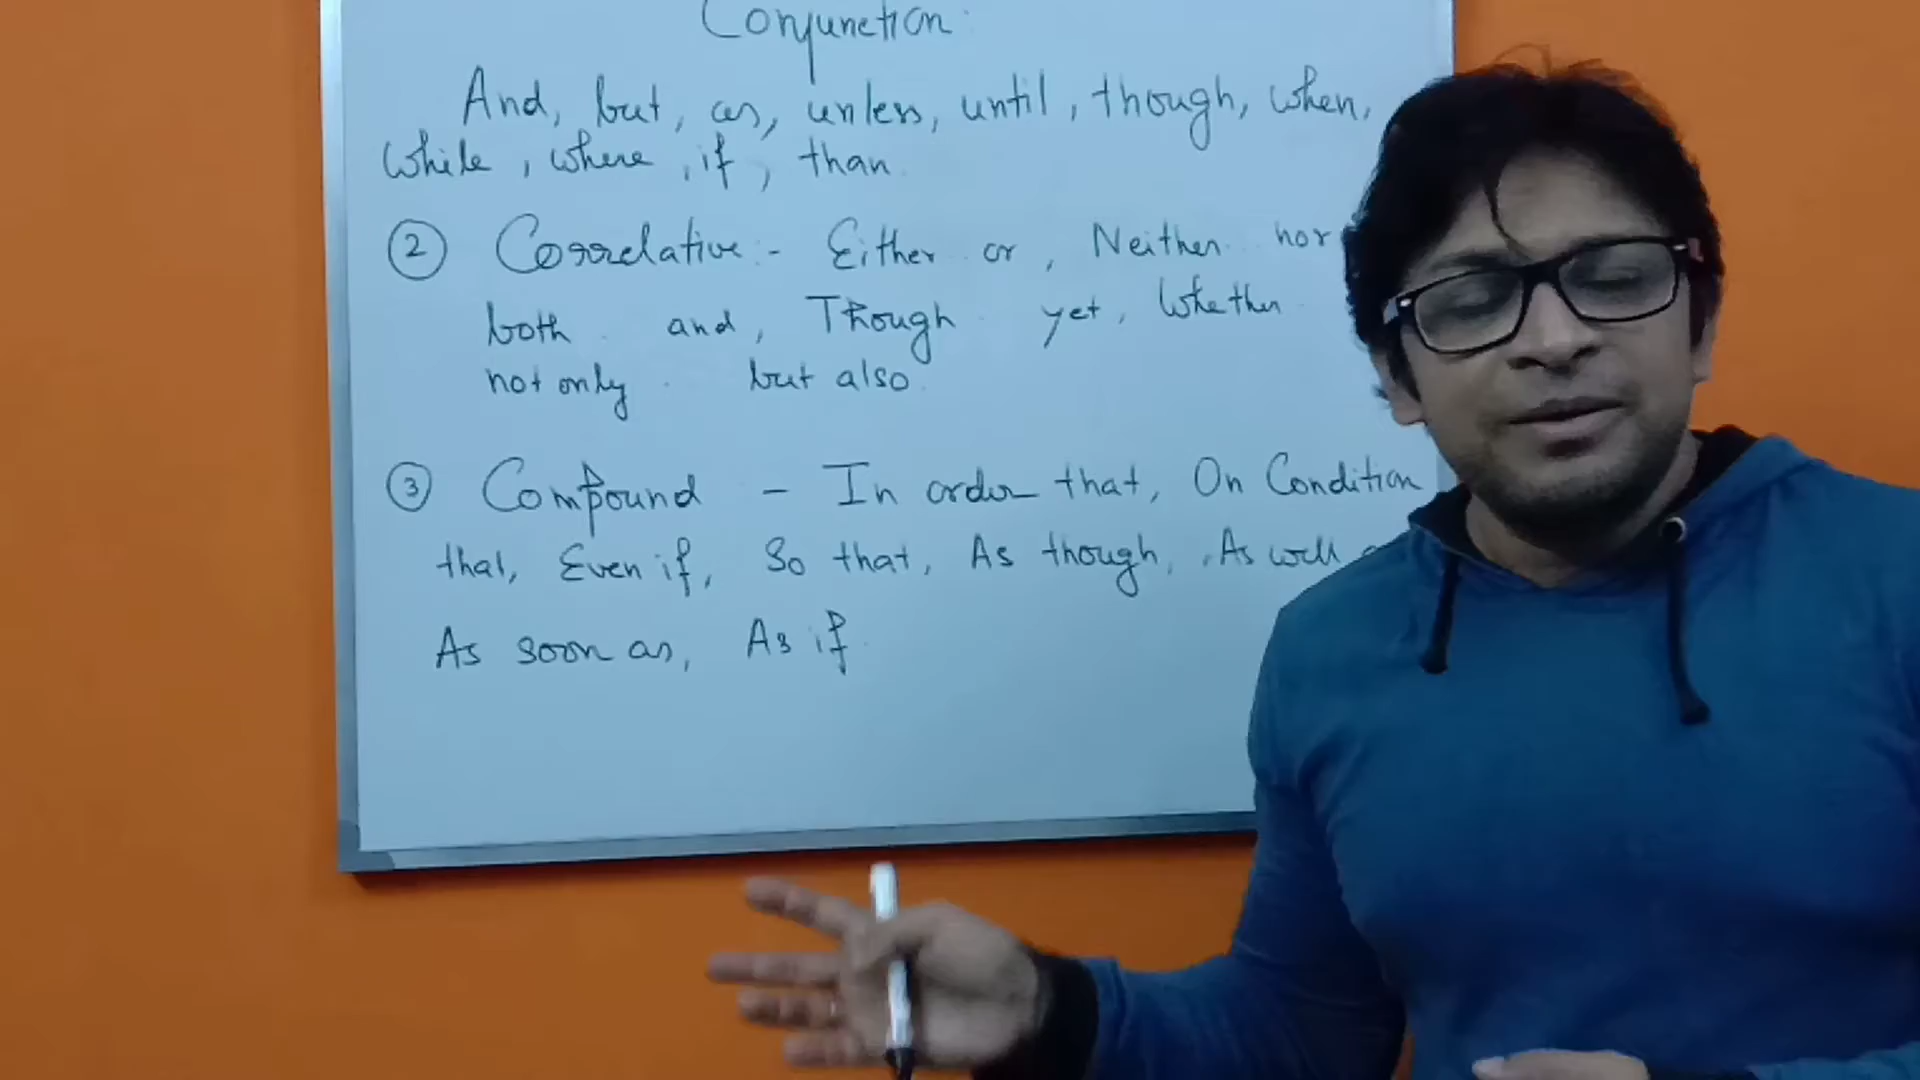 Conjunction
And, but, as, unless, until, though, when,
while, where, if, than
② Correlative :- Either or, Neither nor
both and, Though yet, Whether
not only but also
③ Compound - In order that, On Condition
that, Even if, So that, As though, As well
As soon as, As if